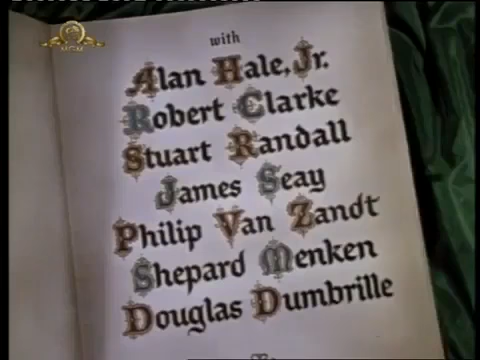 with
Alan Hale, Jr.
Robert Clarke
Stuart Randall
James Seay
Philip Van Zandt
Shepard Menken
Douglas Dumbrille